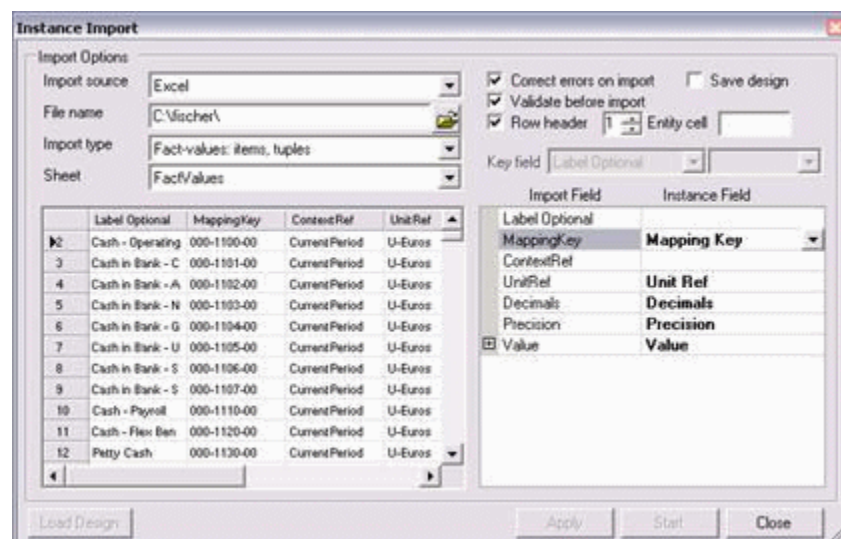 Instance Import
Import Options
Import source Excel
File name C:\fischer\
Import type Fact-values: items, tuples
Sheet FactValues
Correct errors on import Save design
Validate before import
Row header 1 Entity cell
Key field Label Optional
Import Field Instance Field
Label Optional
MappingKey Mapping Key
ContextRef
UnitRef Unit Ref
Decimals Decimals
Precision Precision
Value Value
Label Optional MappingKey ContextRef UnitRef
2 Cash - Operating 000-1100-00 CurrentPeriod U-Euros
3 Cash in Bank - C 000-1101-00 CurrentPeriod U-Euros
4 Cash in Bank - A 000-1102-00 CurrentPeriod U-Euros
5 Cash in Bank - N 000-1103-00 CurrentPeriod U-Euros
6 Cash in Bank - G 000-1104-00 CurrentPeriod U-Euros
7 Cash in Bank - U 000-1105-00 CurrentPeriod U-Euros
8 Cash in Bank - S 000-1106-00 CurrentPeriod U-Euros
9 Cash in Bank - S 000-1107-00 CurrentPeriod U-Euros
10 Cash - Payroll 000-1110-00 CurrentPeriod U-Euros
11 Cash - Flex Ben 000-1120-00 CurrentPeriod U-Euros
12 Petty Cash 000-1130-00 CurrentPeriod U-Euros
Load Design Apply Start Close